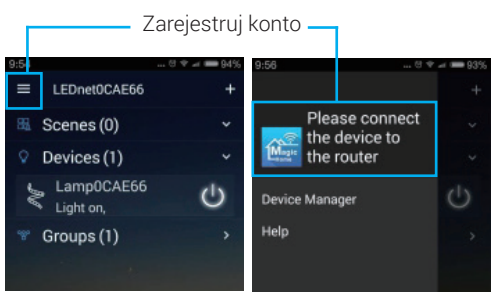 Zarejestruj konto
9:54
... 94%
LEDnet0CAE66
+
Scenes (0)
Devices (1)
Lamp0CAE66
Light on,
Groups (1)
9:56
... 93%
+
Please connect
the device to
the router
Magic
Home
Device Manager
Help